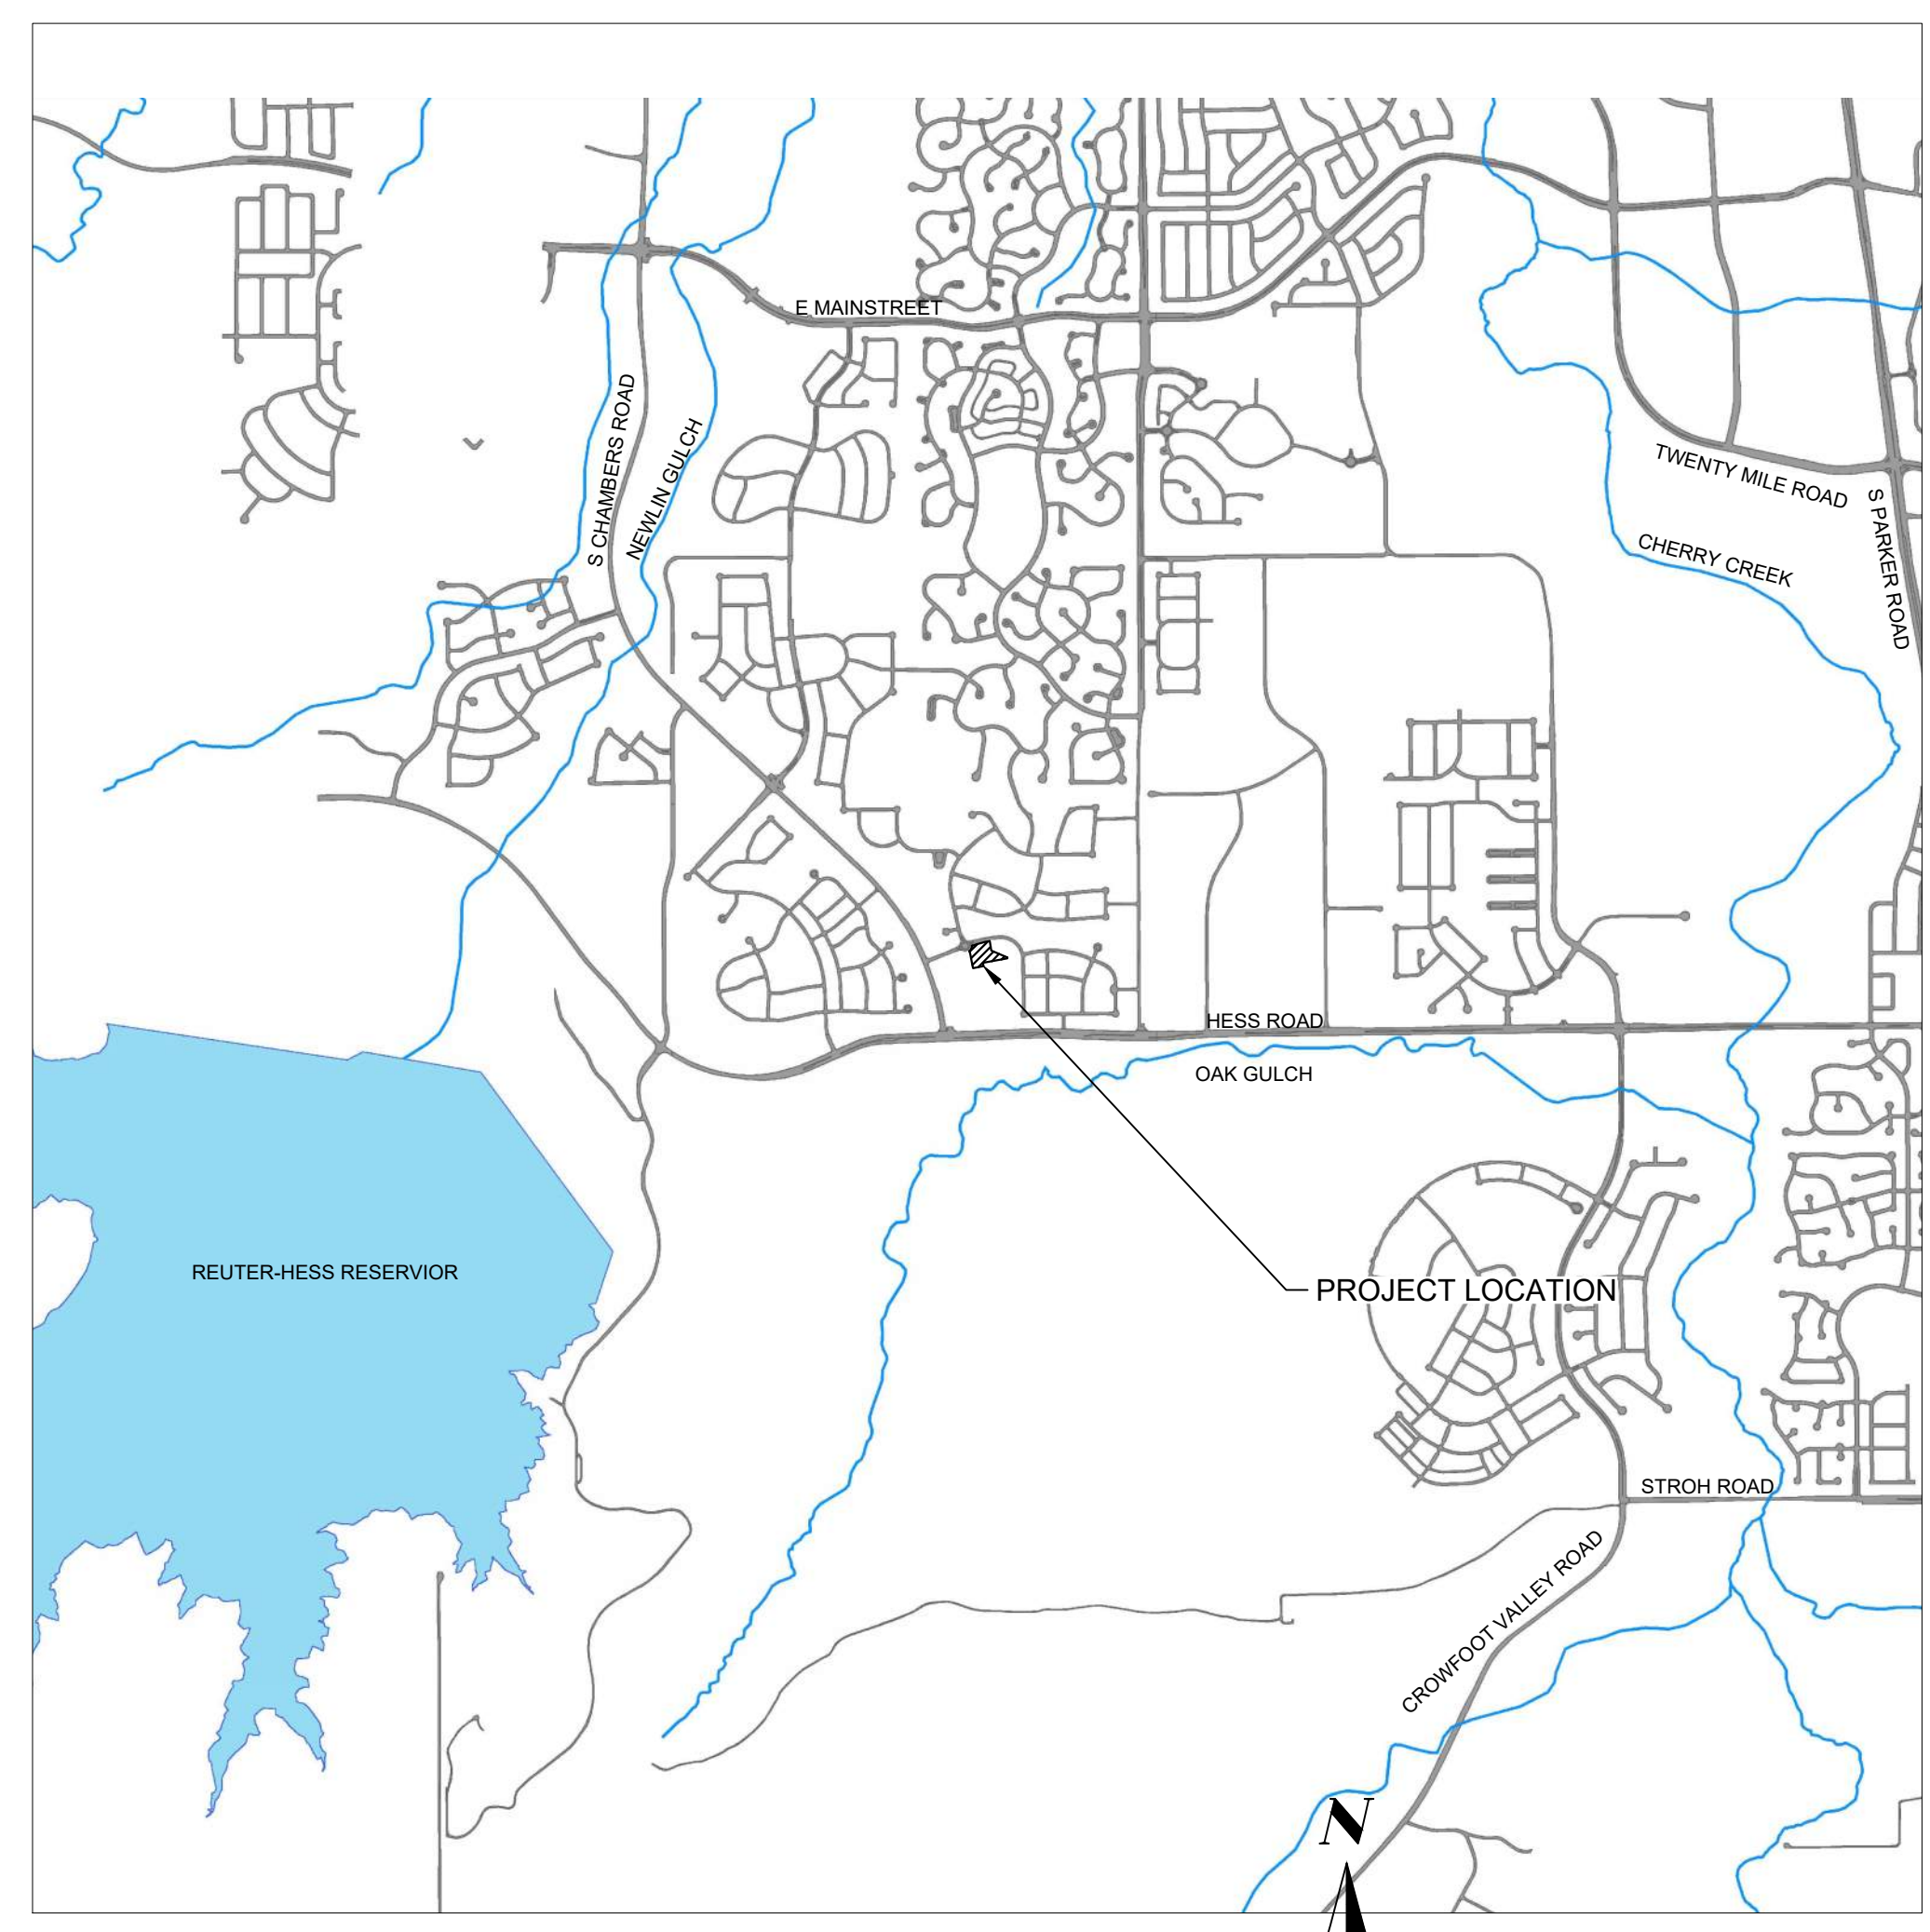 E MAINSTREET
S CHAMBERS ROAD
NEWLIN GULCH
TWENTY MILE ROAD
S PARKER ROAD
CHERRY CREEK
HESS ROAD
OAK GULCH
REUTER-HESS RESERVIOR
PROJECT LOCATION
STROH ROAD
CROWFOOT VALLEY ROAD
N